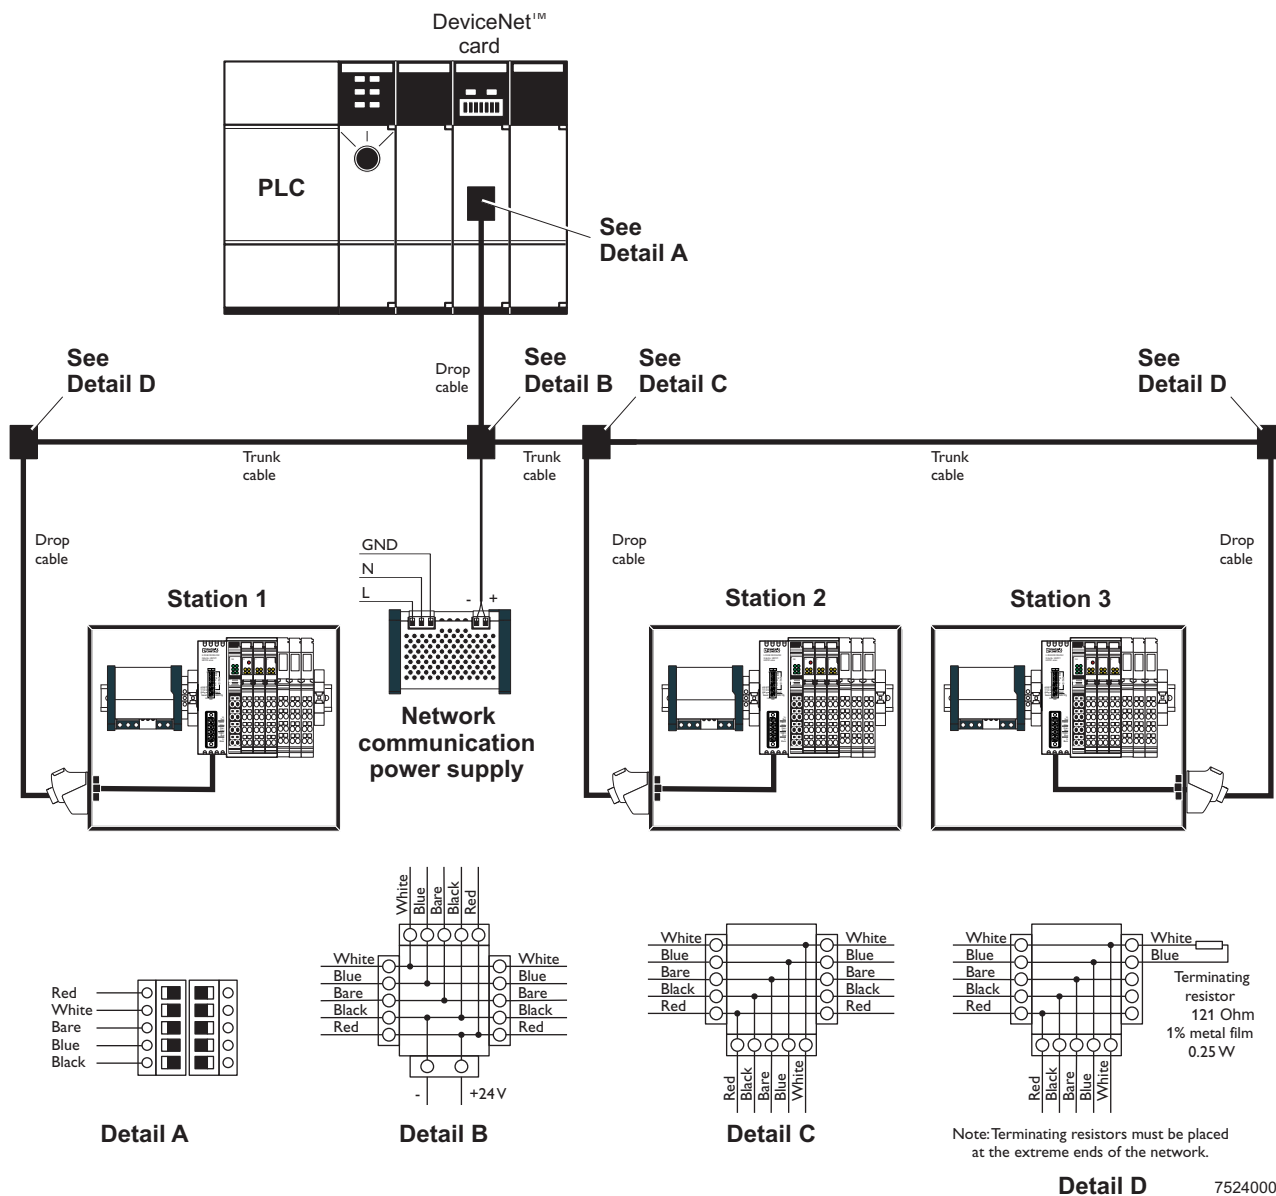 DeviceNet™
card
PLC
See
Detail A
See
Detail D
Drop
cable
See
Detail B
See
Detail C
See
Detail D
Trunk
cable
Trunk
cable
Trunk
cable
Drop
cable
GND
N
L
- +
Drop
cable
Drop
cable
Station 1
Station 2
Station 3
Network
communication
power supply
Red
White
Bare
Blue
Black
Detail A
White
Blue
Bare
Black
Red
White
Blue
Bare
Black
Red
White
Blue
Bare
Black
Red
-
+24 V
Detail B
White
Blue
Bare
Black
Red
White
Blue
Bare
Black
Red
Red
Black
Bare
Blue
White
Detail C
White
Blue
Bare
Black
Red
White
Blue
Terminating
resistor
121 Ohm
1% metal film
0.25 W
Red
Black
Bare
Blue
White
Note: Terminating resistors must be placed
at the extreme ends of the network.
Detail D
7524000